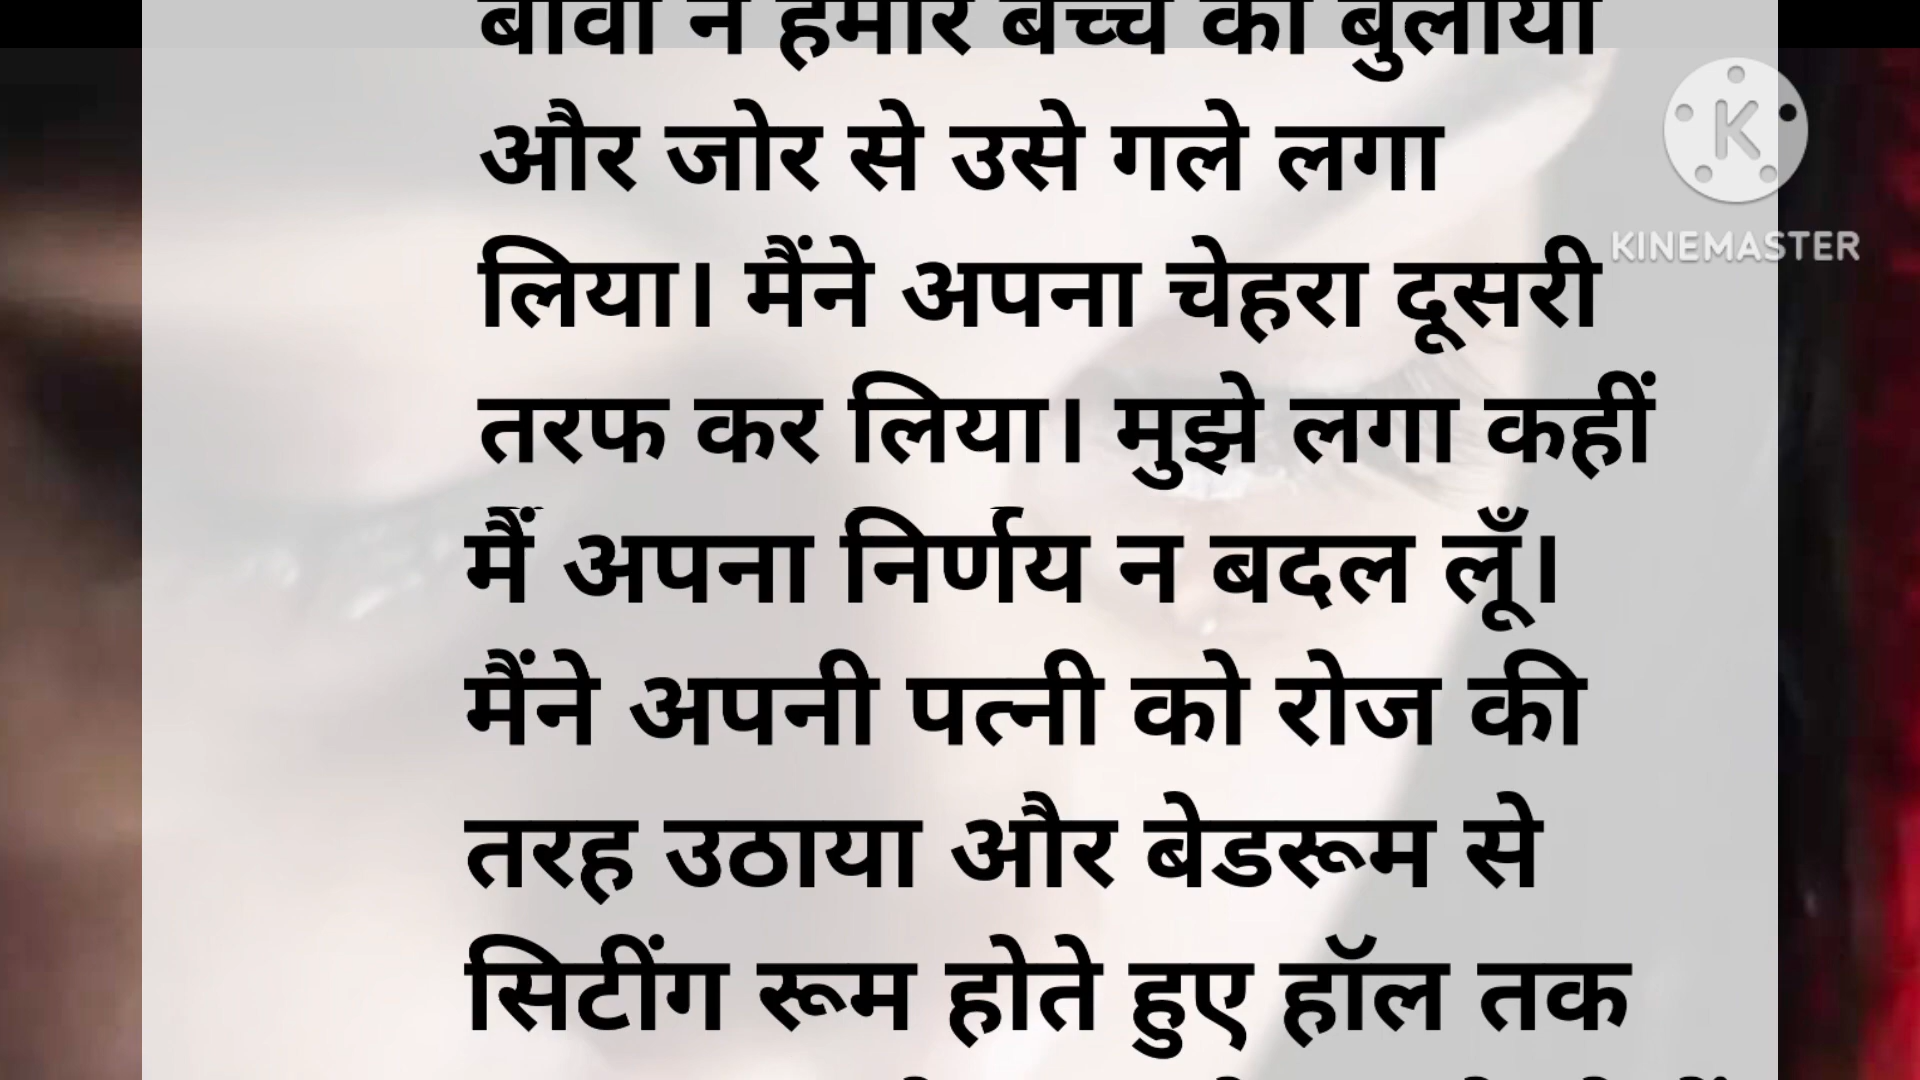 और जोर से उसे गले लगा
लिया। मैंने अपना चेहरा दूसरी
तरफ कर लिया। मुझे लगा कहीं
मैं अपना निर्णय न बदल लूँ।
मैंने अपनी पत्नी को रोज की
तरह उठाया और बेडरूम से
सिटींग रूम होते हुए हॉल तक
K
KINEMASTER